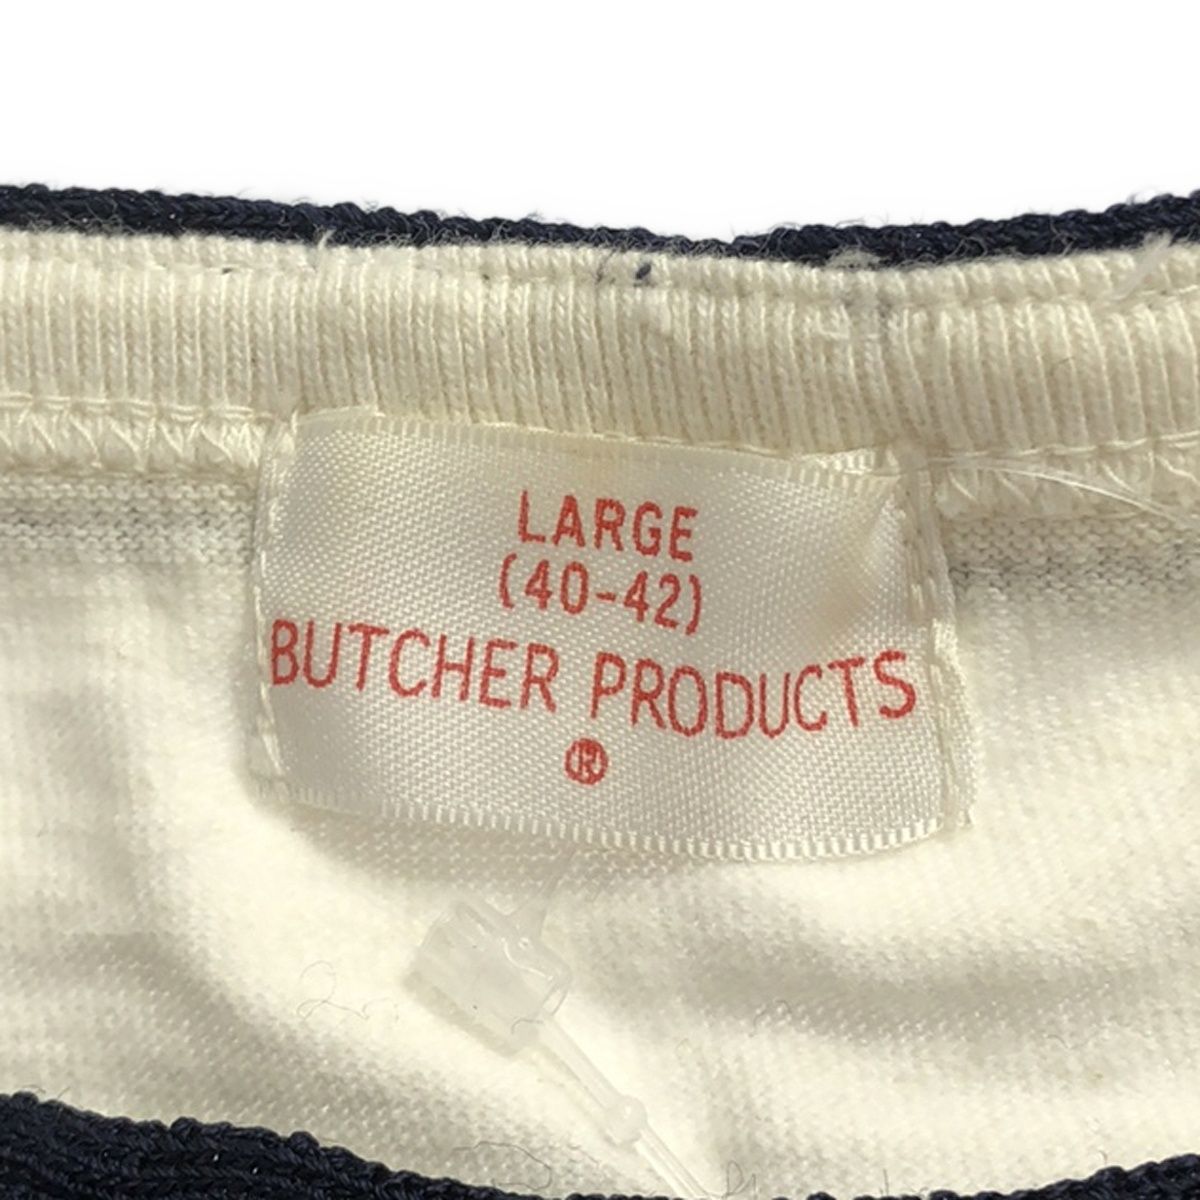 LARGE
(40-42)
BUTCHER PRODUCTS
®